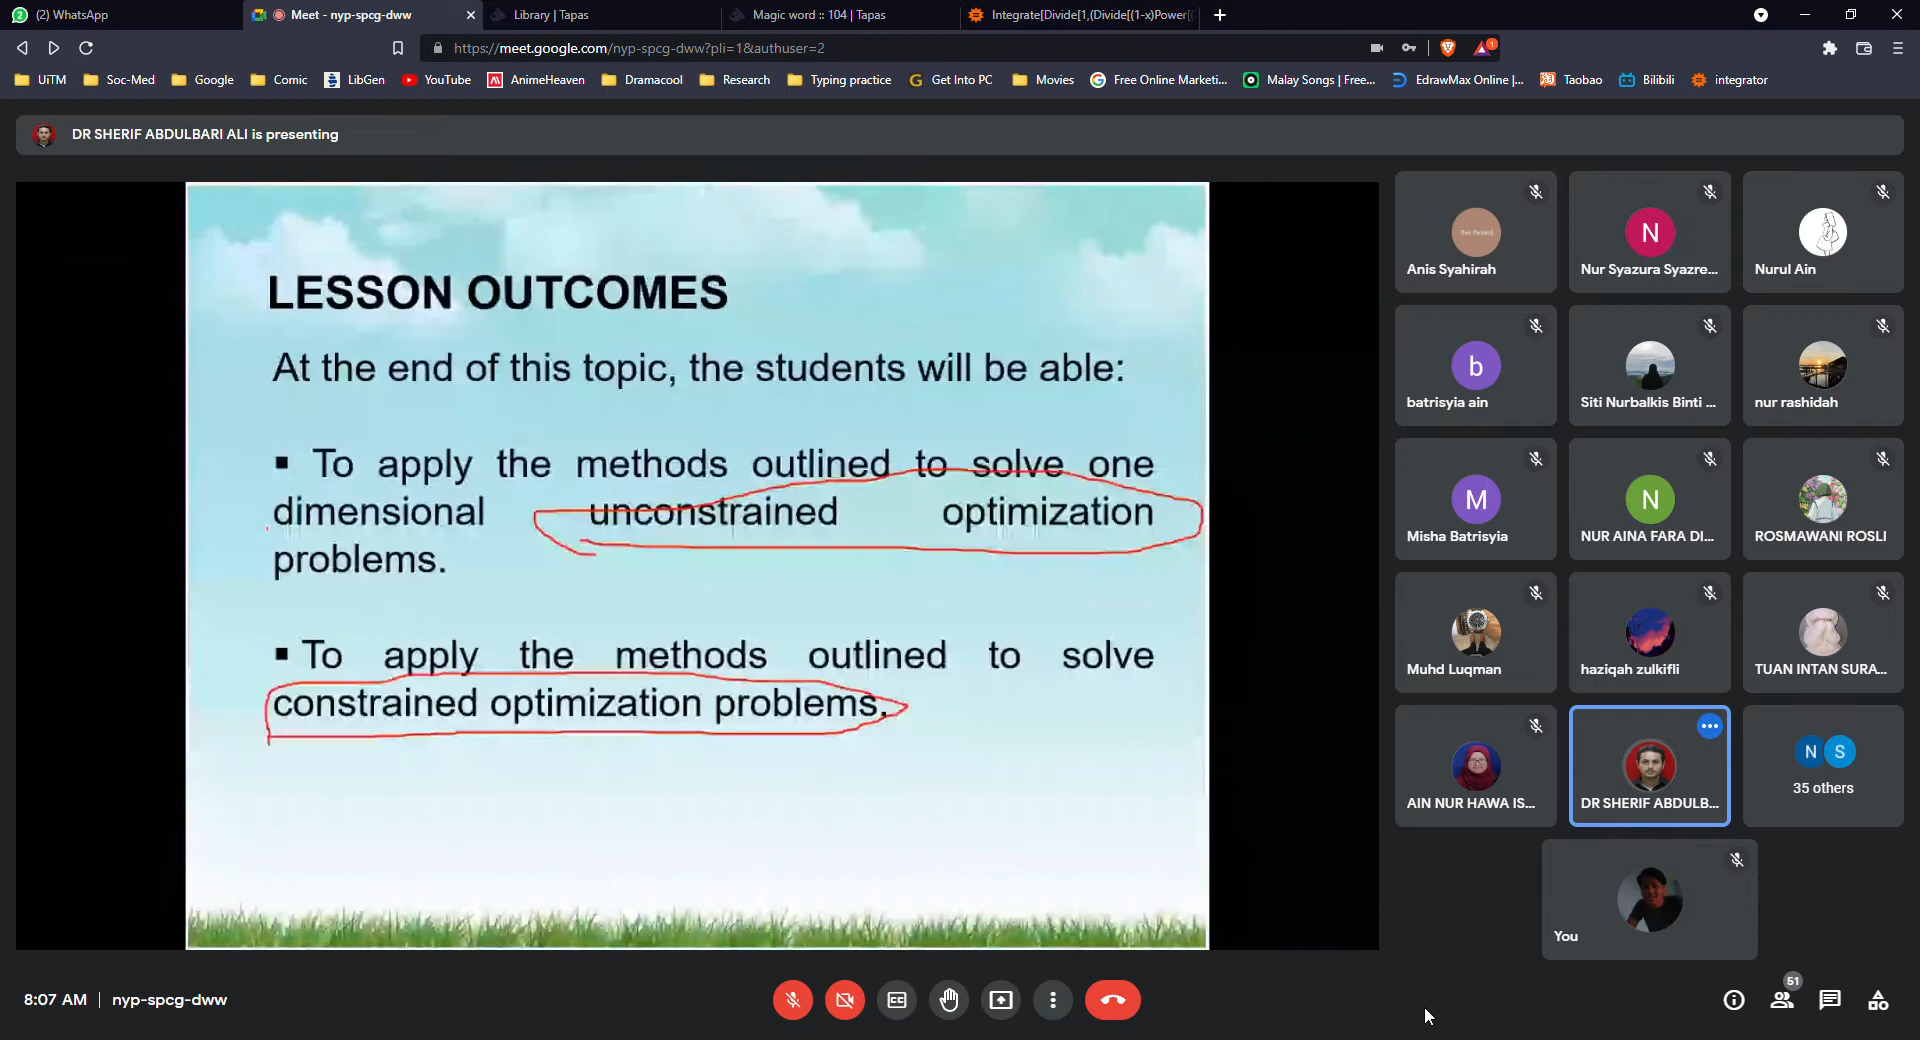 (2) WhatsApp
Meet - nyp-spcg-dww
Library | Tapas
Magic word :: 104 | Tapas
Integrate[Divide[1,(Divide[(1-x)Power[(
https://meet.google.com/nyp-spcg-dww?pli=1&authuser=2
1
UiTM
Soc-Med
Google
Comic
LibGen
YouTube
AnimeHeaven
Dramacool
Research
Typing practice
Get Into PC
Movies
Free Online Marketi...
Malay Songs | Free...
EdrawMax Online |...
Taobao
Bilibili
integrator
DR SHERIF ABDULBARI ALI is presenting
LESSON OUTCOMES
At the end of this topic, the students will be able:
▪ To apply the methods outlined to solve one
dimensional unconstrained optimization
problems.
▪ To apply the methods outlined to solve
constrained optimization problems.
Anis Syahirah
N
Nur Syazura Syazre...
Nurul Ain
b
batrisyia ain
Siti Nurbalkis Binti ...
nur rashidah
M
Misha Batrisyia
N
NUR AINA FARA DI...
ROSMAWANI ROSLI
Muhd Luqman
haziqah zulkifli
TUAN INTAN SURA...
AIN NUR HAWA IS...
DR SHERIF ABDULB...
N S
35 others
You
8:07 AM | nyp-spcg-dww
CC
51